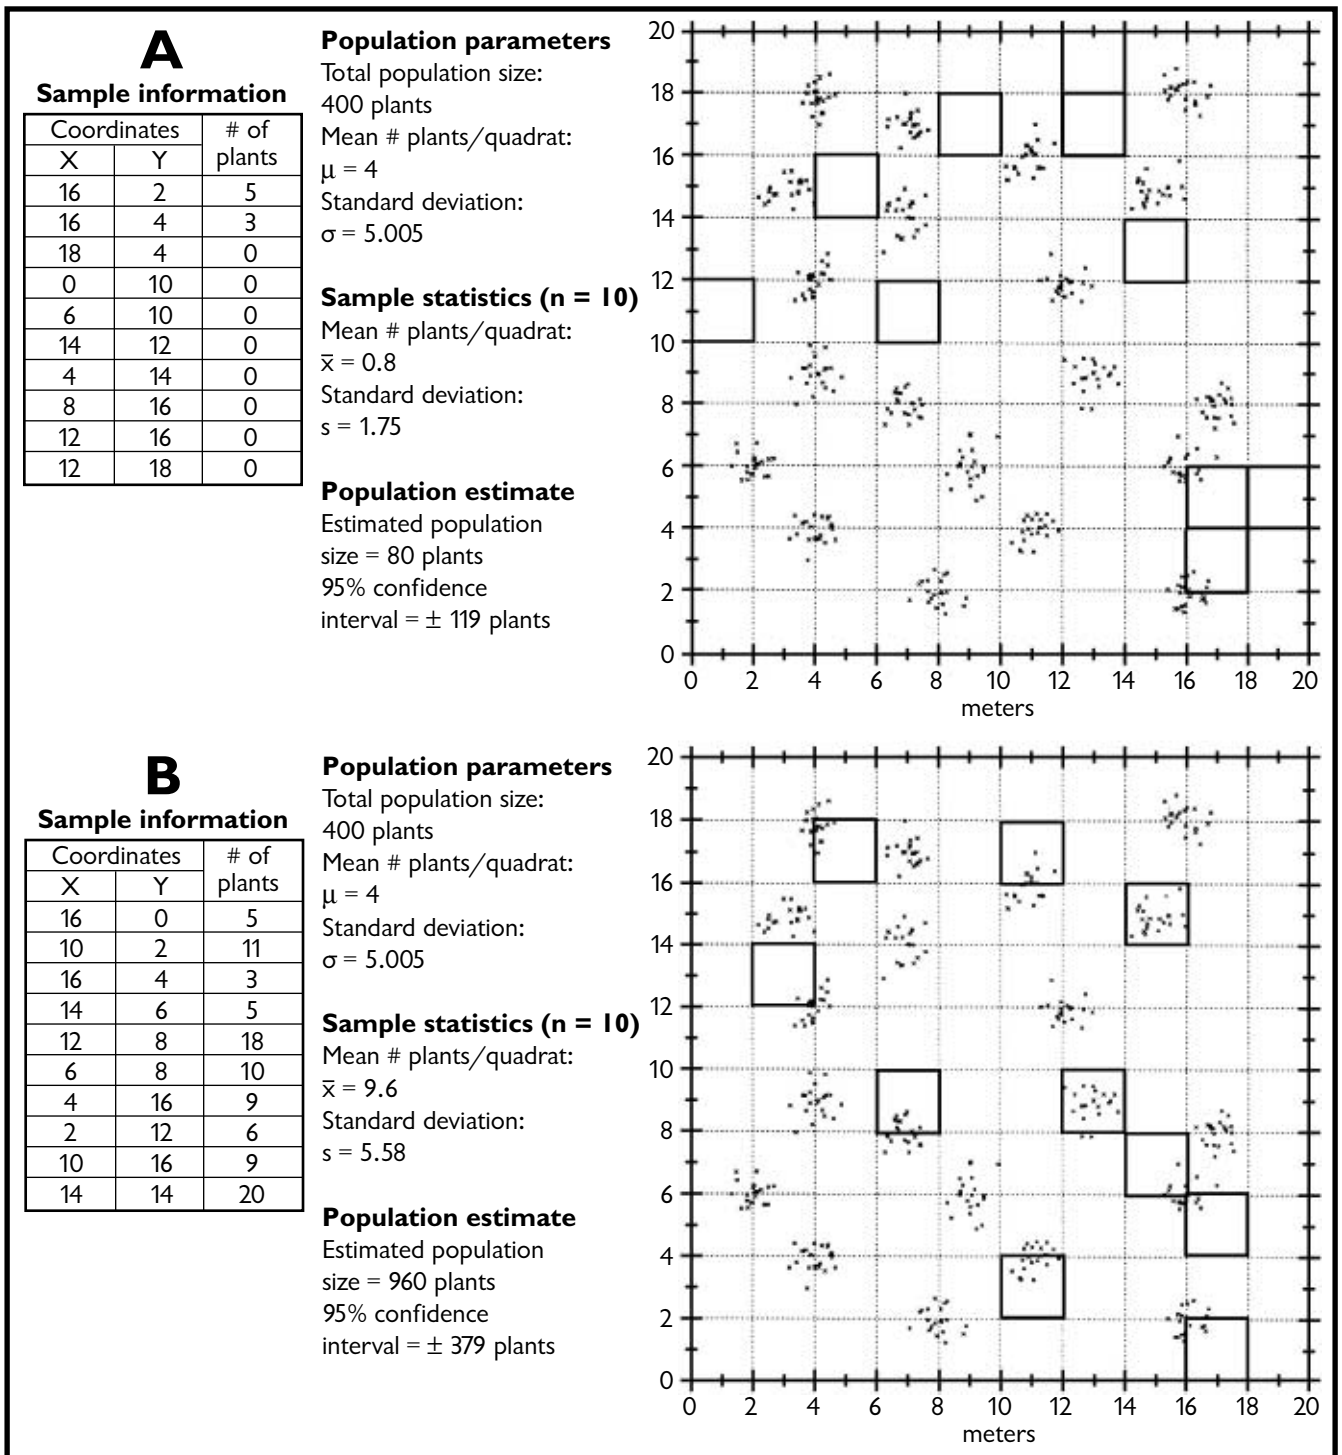 A
Sample information
Coordinates # of
X Y plants
16 2 5
16 4 3
18 4 0
0 10 0
6 10 0
14 12 0
4 14 0
8 16 0
12 16 0
12 18 0
Population parameters
Total population size:
400 plants
Mean # plants/quadrat:
μ = 4
Standard deviation:
σ = 5.005
Sample statistics (n = 10)
Mean # plants/quadrat:
x̅ = 0.8
Standard deviation:
s = 1.75
Population estimate
Estimated population
size = 80 plants
95% confidence
interval = ± 119 plants
20
18
16
14
12
10
8
6
4
2
0
0 2 4 6 8 10 12 14 16 18 20
meters
B
Sample information
Coordinates # of
X Y plants
16 0 5
10 2 11
16 4 3
14 6 5
12 8 18
6 8 10
4 16 9
2 12 6
10 16 9
14 14 20
Population parameters
Total population size:
400 plants
Mean # plants/quadrat:
μ = 4
Standard deviation:
σ = 5.005
Sample statistics (n = 10)
Mean # plants/quadrat:
x̅ = 9.6
Standard deviation:
s = 5.58
Population estimate
Estimated population
size = 960 plants
95% confidence
interval = ± 379 plants
20
18
16
14
12
10
8
6
4
2
0
0 2 4 6 8 10 12 14 16 18 20
meters